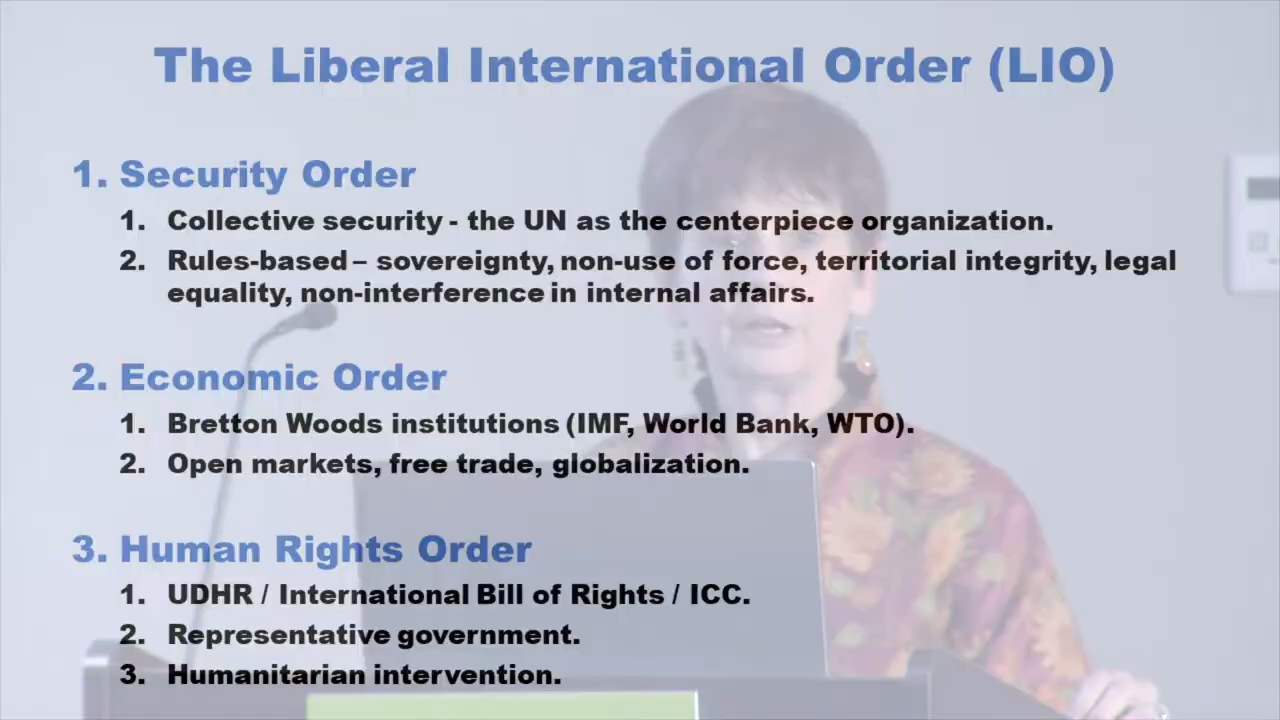 The Liberal International Order (LIO)
1. Security Order
1. Collective security - the UN as the centerpiece organization.
2. Rules-based – sovereignty, non-use of force, territorial integrity, legal
equality, non-interference in internal affairs.
2. Economic Order
1. Bretton Woods institutions (IMF, World Bank, WTO).
2. Open markets, free trade, globalization.
3. Human Rights Order
1. UDHR / International Bill of Rights / ICC.
2. Representative government.
3. Humanitarian intervention.